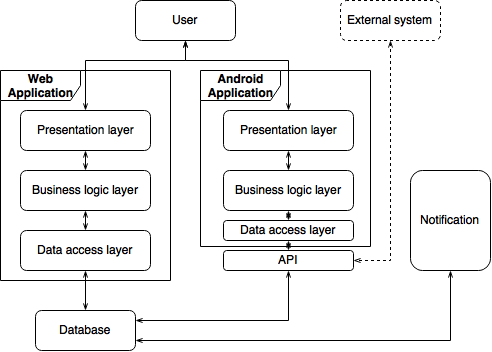 User
External system
Web
Application
Android
Application
Presentation layer
Presentation layer
Business logic layer
Business logic layer
Notification
Data access layer
Data access layer
API
Database